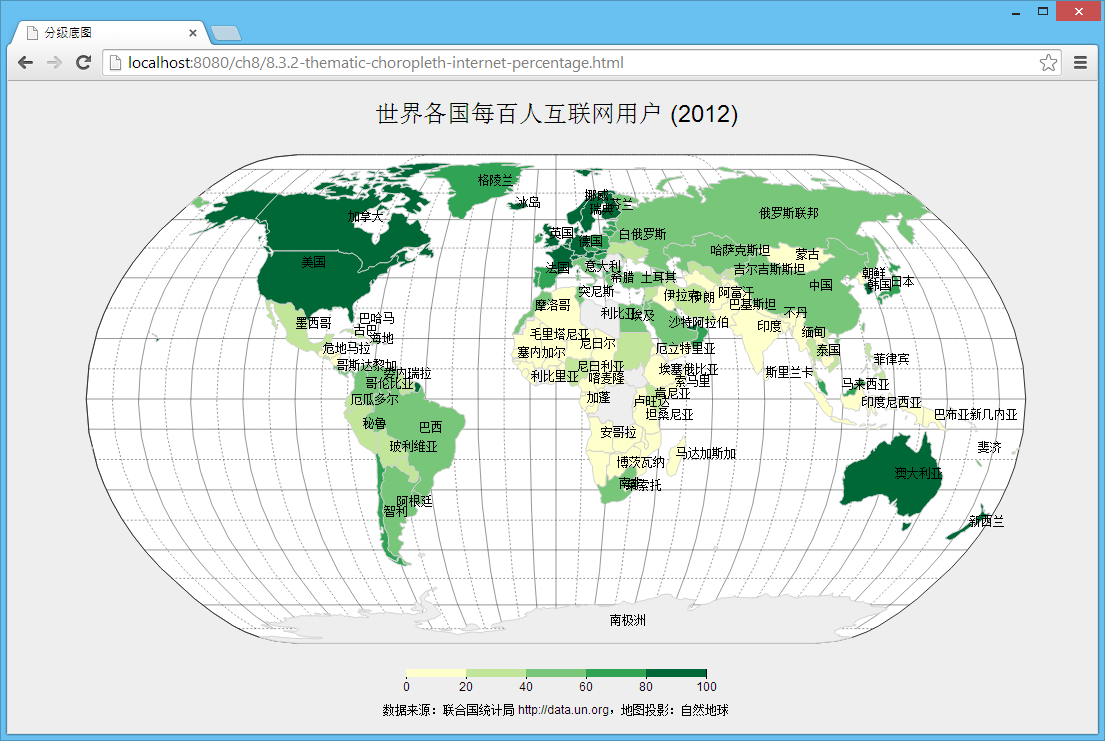 分级底图
localhost:8080/ch8/8.3.2-thematic-choropleth-internet-percentage.html
世界各国每百人互联网用户 (2012)
格陵兰
冰岛
挪威
瑞典
芬兰
俄罗斯联邦
加拿大
英国
德国
白俄罗斯
哈萨克斯坦
蒙古
美国
法国
意大利
希腊
土耳其
吉尔吉斯斯坦
朝鲜
韩国
日本
中国
突尼斯
伊拉克
伊朗
阿富汗
巴基斯坦
摩洛哥
利比亚
埃及
沙特阿拉伯
不丹
印度
缅甸
墨西哥
巴哈马
古巴
海地
毛里塔尼亚
尼日尔
厄立特里亚
泰国
危地马拉
塞内加尔
菲律宾
哥斯达黎加
委内瑞拉
尼日利亚
埃塞俄比亚
斯里兰卡
哥伦比亚
利比里亚
喀麦隆
索马里
马来西亚
厄瓜多尔
加蓬
肯尼亚
卢旺达
印度尼西亚
坦桑尼亚
巴布亚新几内亚
秘鲁
巴西
安哥拉
玻利维亚
马达加斯加
斐济
博茨瓦纳
澳大利亚
南非
莱索托
阿根廷
智利
新西兰
南极洲
0 20 40 60 80 100
数据来源：联合国统计局 http://data.un.org，地图投影：自然地球